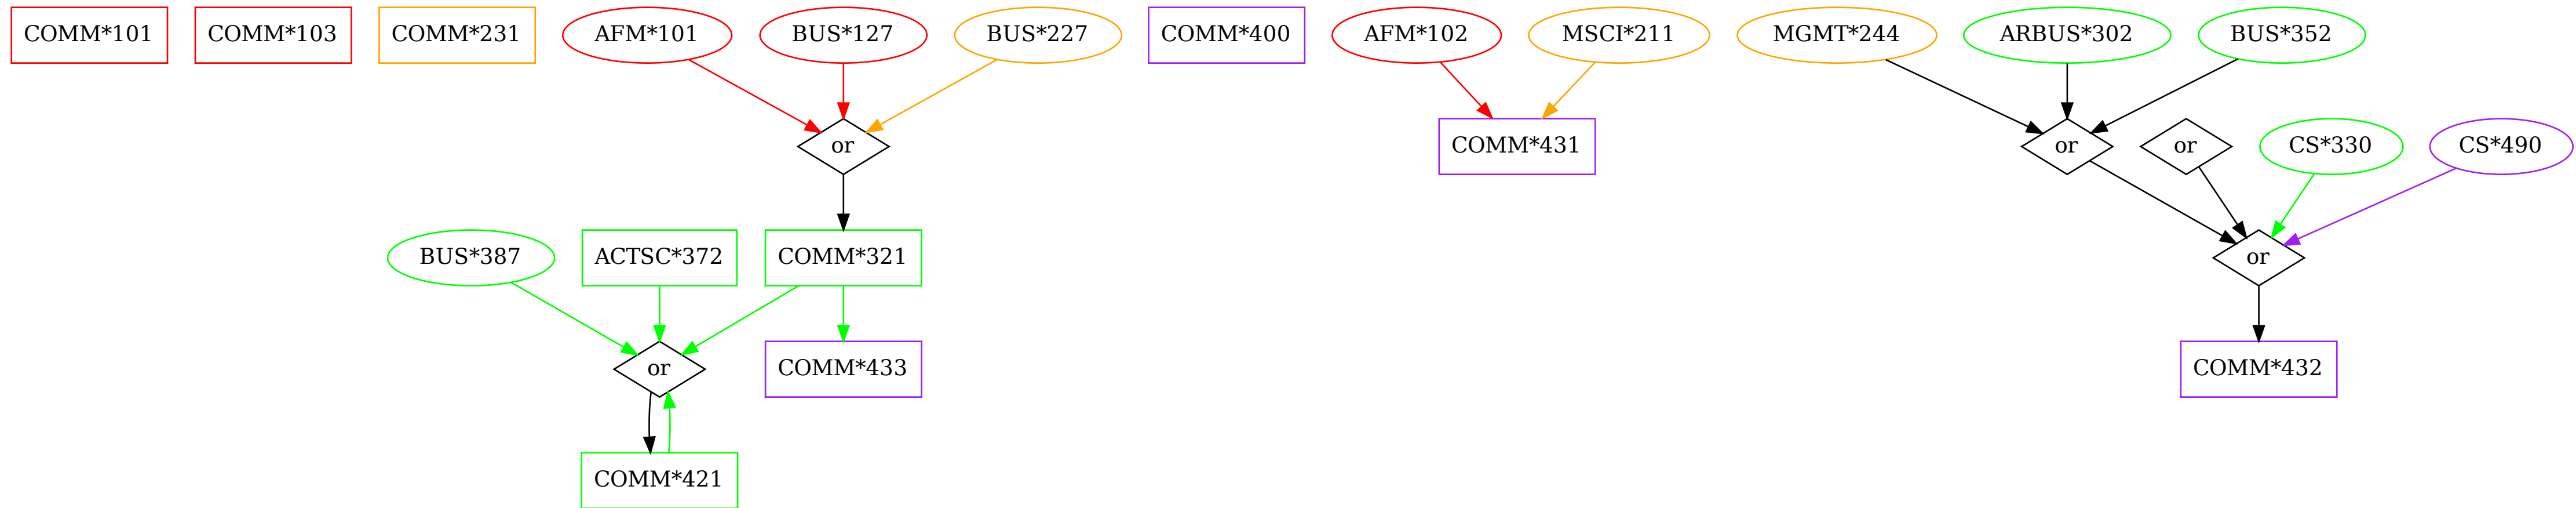 COMM*101
COMM*103
COMM*231
AFM*101
BUS*127
BUS*227
COMM*400
AFM*102
MSCI*211
MGMT*244
ARBUS*302
BUS*352
or
COMM*431
or
or
CS*330
CS*490
BUS*387
ACTSC*372
COMM*321
or
or
COMM*433
COMM*432
COMM*421